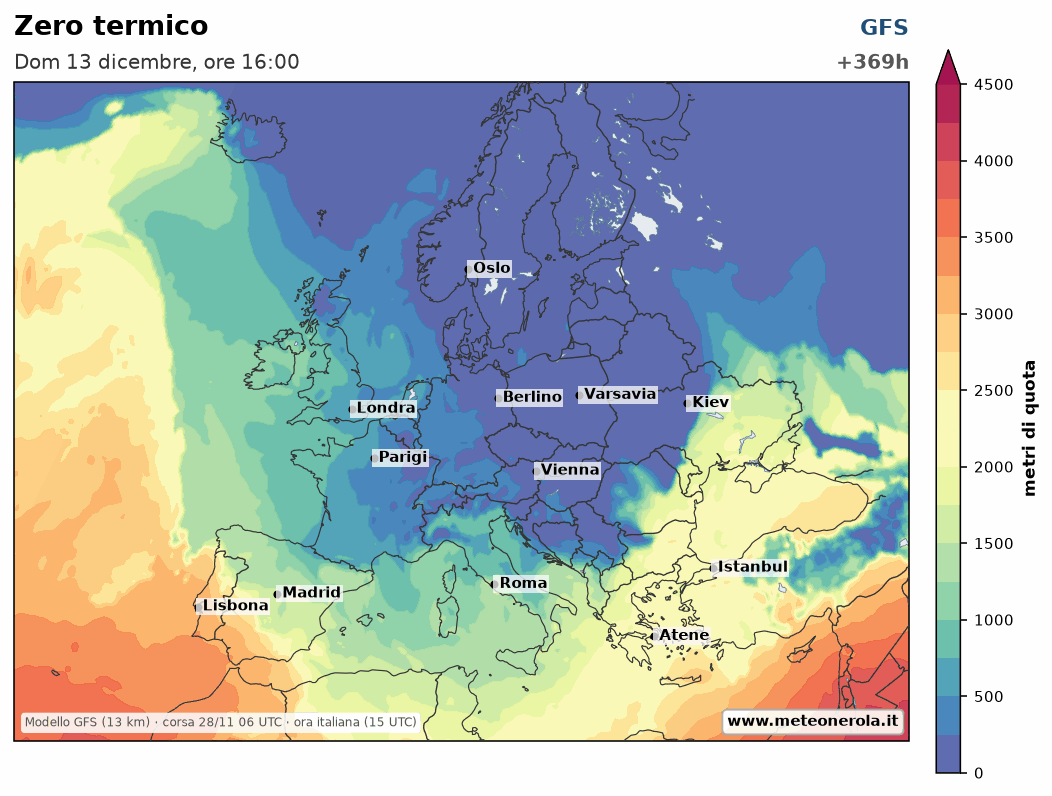 Zero termico
GFS
Dom 13 dicembre, ore 16:00
+369h
4500
4000
3500
3000
2500
2000
1500
1000
500
0
metri di quota
Oslo
Berlino
Varsavia
Kiev
Londra
Parigi
Vienna
Istanbul
Roma
Madrid
Lisbona
Atene
Modello GFS (13 km) · corsa 28/11 06 UTC · ora italiana (15 UTC)
www.meteonerola.it